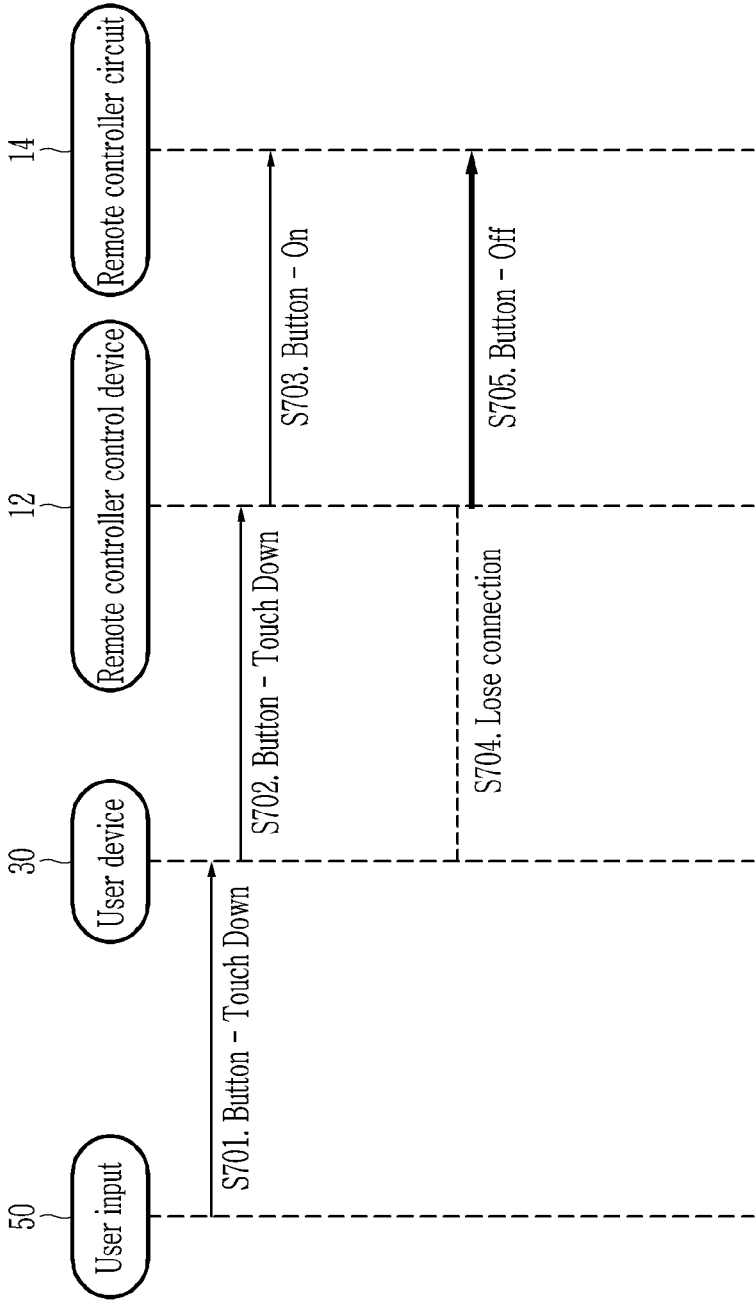 50
30
12
14
User input
User device
Remote controller control device
Remote controller circuit
S701. Button - Touch Down
S702. Button - Touch Down
S703. Button - On
S704. Lose connection
S705. Button - Off